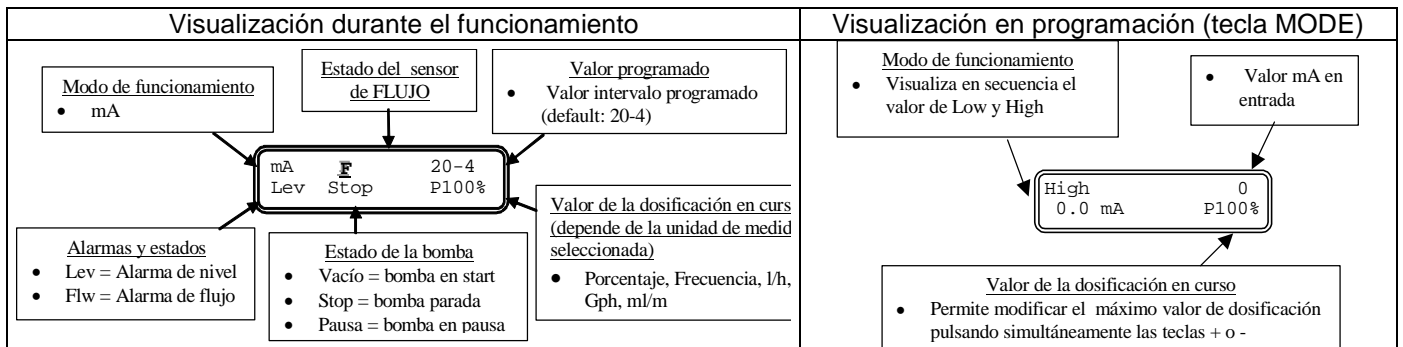 Visualización durante el funcionamiento
Modo de funcionamiento
• mA
Estado del sensor
de FLUJO
Valor programado
• Valor intervalo programado
(default: 20-4)
mA F 20-4
Lev Stop P100%
Alarmas y estados
• Lev = Alarma de nivel
• Flw = Alarma de flujo
Estado de la bomba
• Vacío = bomba en start
• Stop = bomba parada
• Pausa = bomba en pausa
Valor de la dosificación en curs
(depende de la unidad de medid
seleccionada)
• Porcentaje, Frecuencia, l/h,
Gph, ml/m
Visualización en programación (tecla MODE)
Modo de funcionamiento
• Visualiza en secuencia el
valor de Low y High
• Valor mA en
entrada
High 0
0.0 mA P100%
Valor de la dosificación en curso
• Permite modificar el máximo valor de dosificación
pulsando simultáneamente las teclas + o -